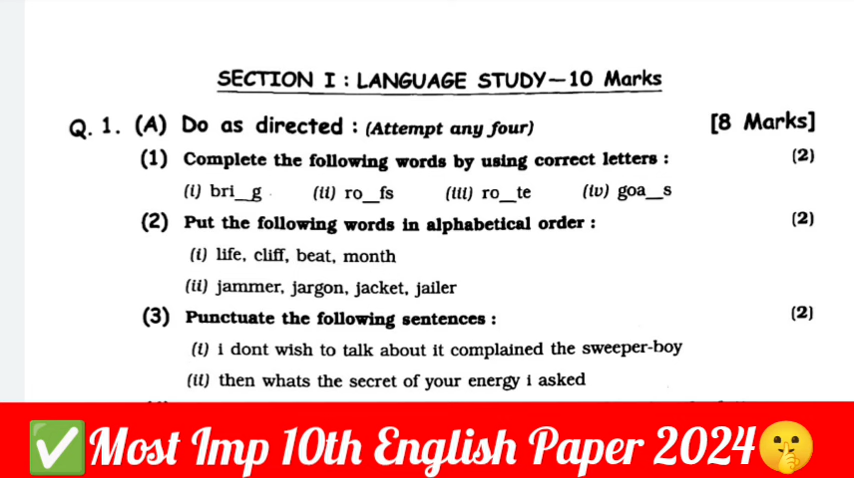 SECTION I : LANGUAGE STUDY—10 Marks
Q. 1. (A) Do as directed : (Attempt any four) [8 Marks]
(1) Complete the following words by using correct letters : (2)
(i) bri_g (ii) ro_fs (iii) ro_te (iv) goa_s
(2) Put the following words in alphabetical order : (2)
(i) life, cliff, beat, month
(ii) jammer, jargon, jacket, jailer
(3) Punctuate the following sentences : (2)
(i) i dont wish to talk about it complained the sweeper-boy
(ii) then whats the secret of your energy i asked
✅Most Imp 10th English Paper 2024🤫